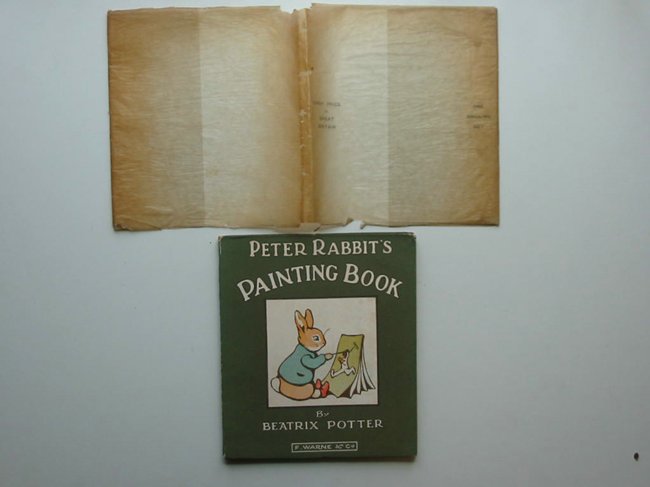 PETER RABBIT'S
PAINTING BOOK
By
BEATRIX POTTER
F. WARNE & Co